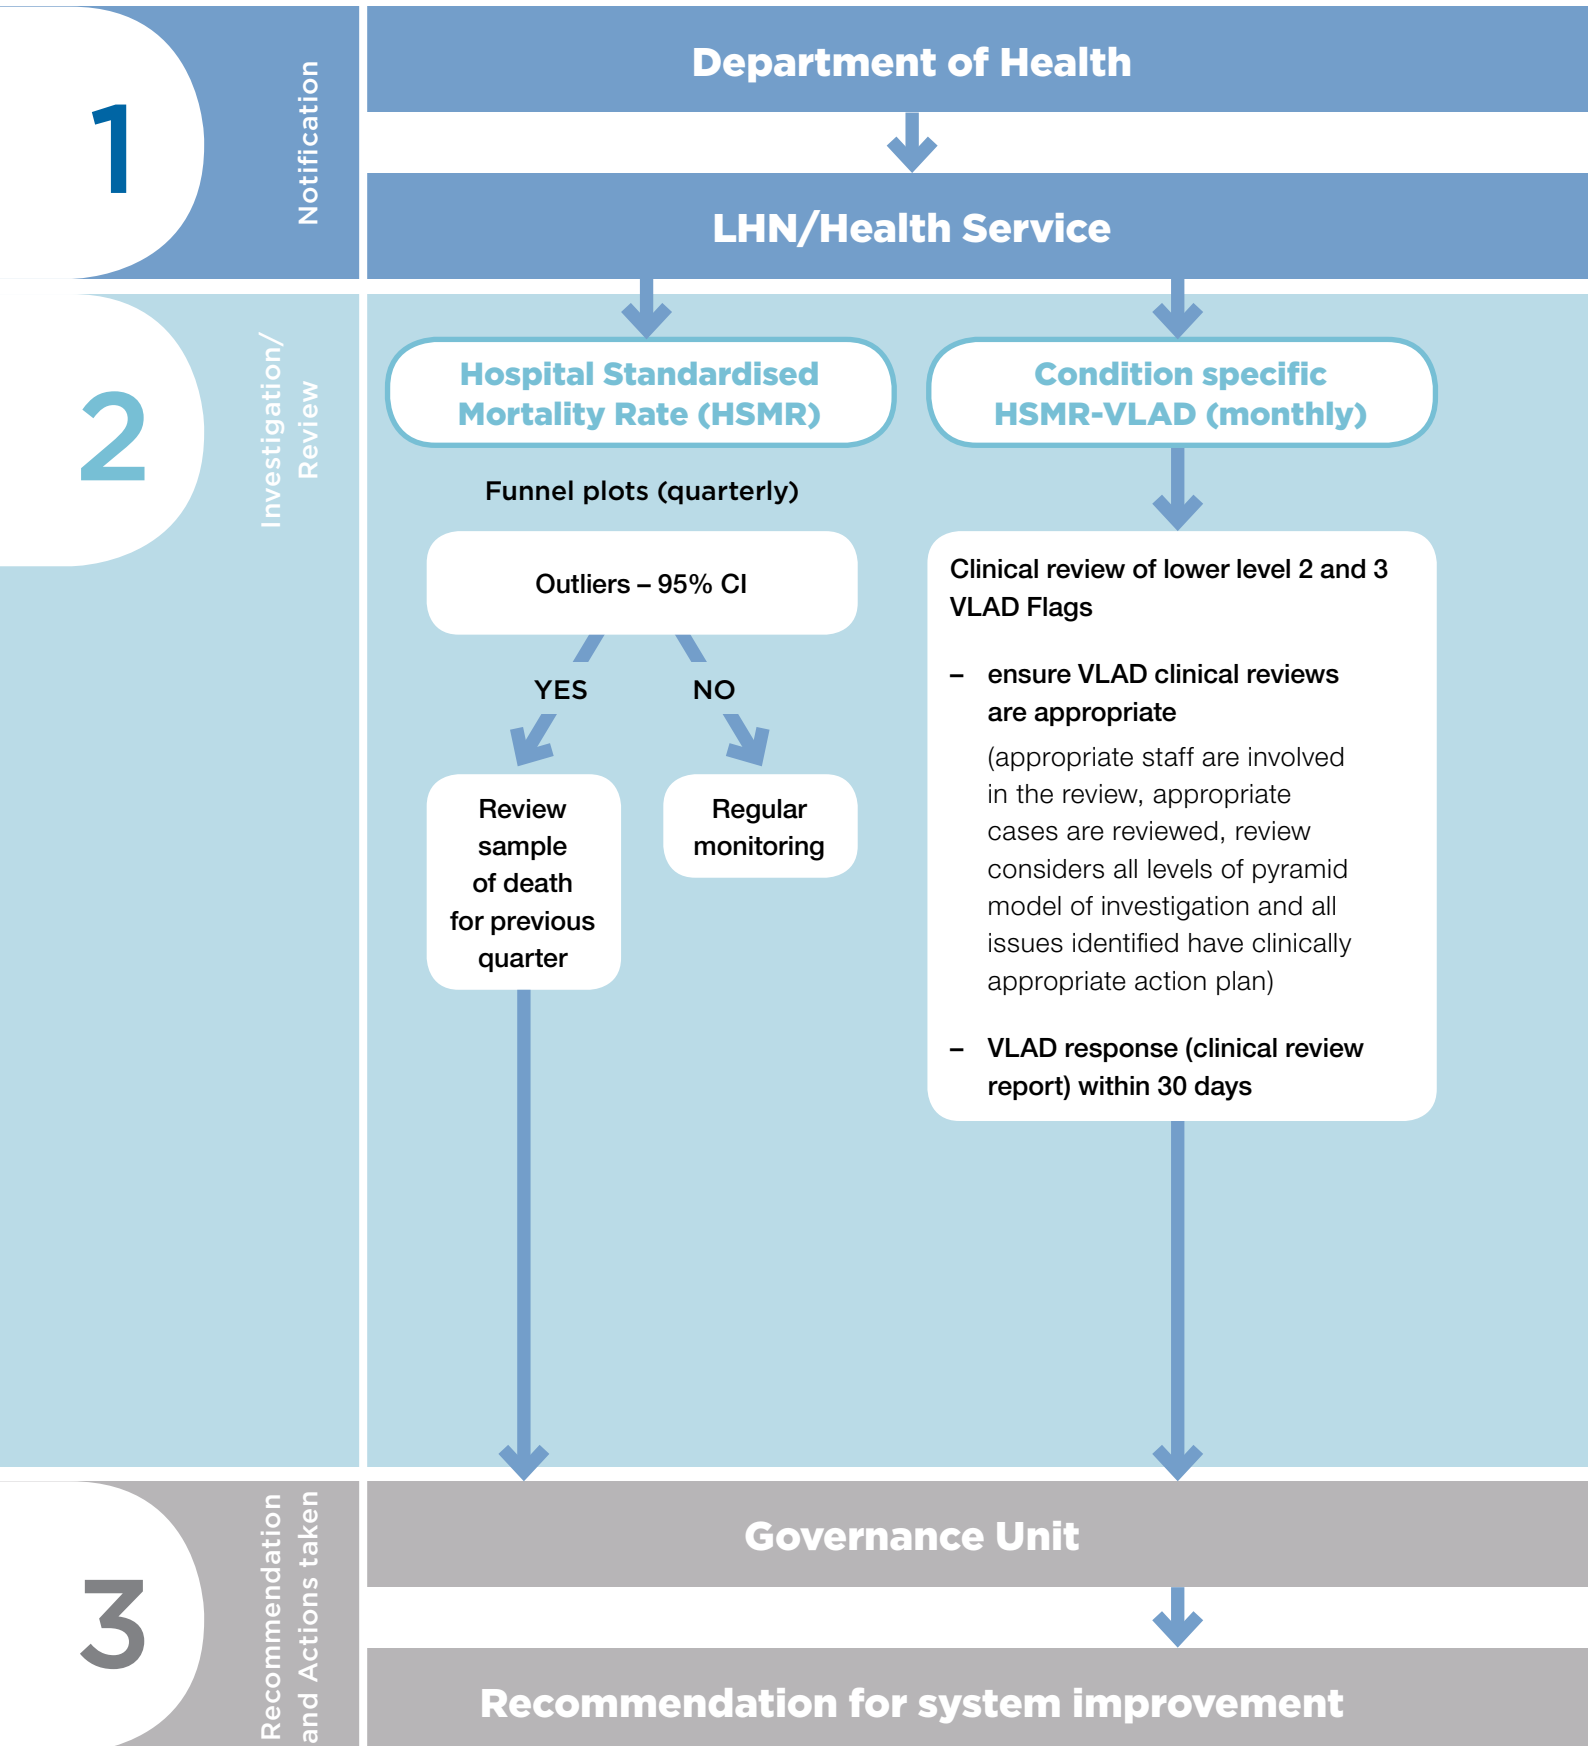 1
Notification
Department of Health
LHN/Health Service
2
Investigation/
Review
Hospital Standardised
Mortality Rate (HSMR)
Funnel plots (quarterly)
Outliers – 95% CI
YES
NO
Review
sample
of death
for previous
quarter
Regular
monitoring
Condition specific
HSMR-VLAD (monthly)
Clinical review of lower level 2 and 3
VLAD Flags
– ensure VLAD clinical reviews
are appropriate
(appropriate staff are involved
in the review, appropriate
cases are reviewed, review
considers all levels of pyramid
model of investigation and all
issues identified have clinically
appropriate action plan)
– VLAD response (clinical review
report) within 30 days
3
Recommendation
and Actions taken
Governance Unit
Recommendation for system improvement